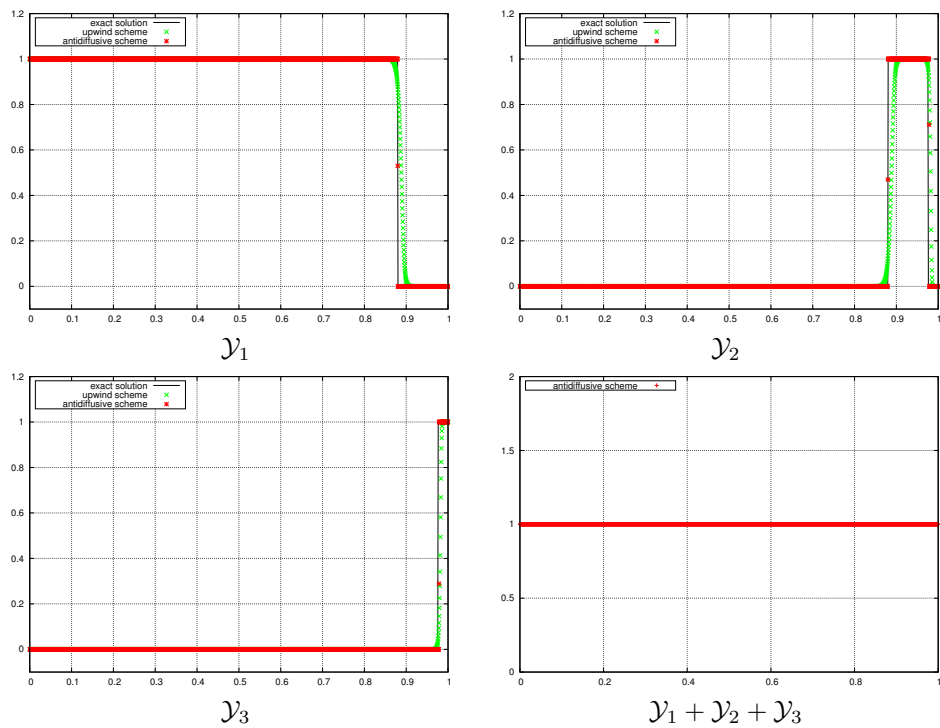 1.2
1
0.8
0.6
0.4
0.2
0
0 0.1 0.2 0.3 0.4 0.5 0.6 0.7 0.8 0.9 1
exact solution
upwind scheme
antidiffusive scheme
𝒴₁
1.2
1
0.8
0.6
0.4
0.2
0
0 0.1 0.2 0.3 0.4 0.5 0.6 0.7 0.8 0.9 1
exact solution
upwind scheme
antidiffusive scheme
𝒴₂
1.2
1
0.8
0.6
0.4
0.2
0
0 0.1 0.2 0.3 0.4 0.5 0.6 0.7 0.8 0.9 1
exact solution
upwind scheme
antidiffusive scheme
𝒴₃
2
1.5
1
0.5
0
0 0.2 0.4 0.6 0.8 1
antidiffusive scheme
𝒴₁ + 𝒴₂ + 𝒴₃